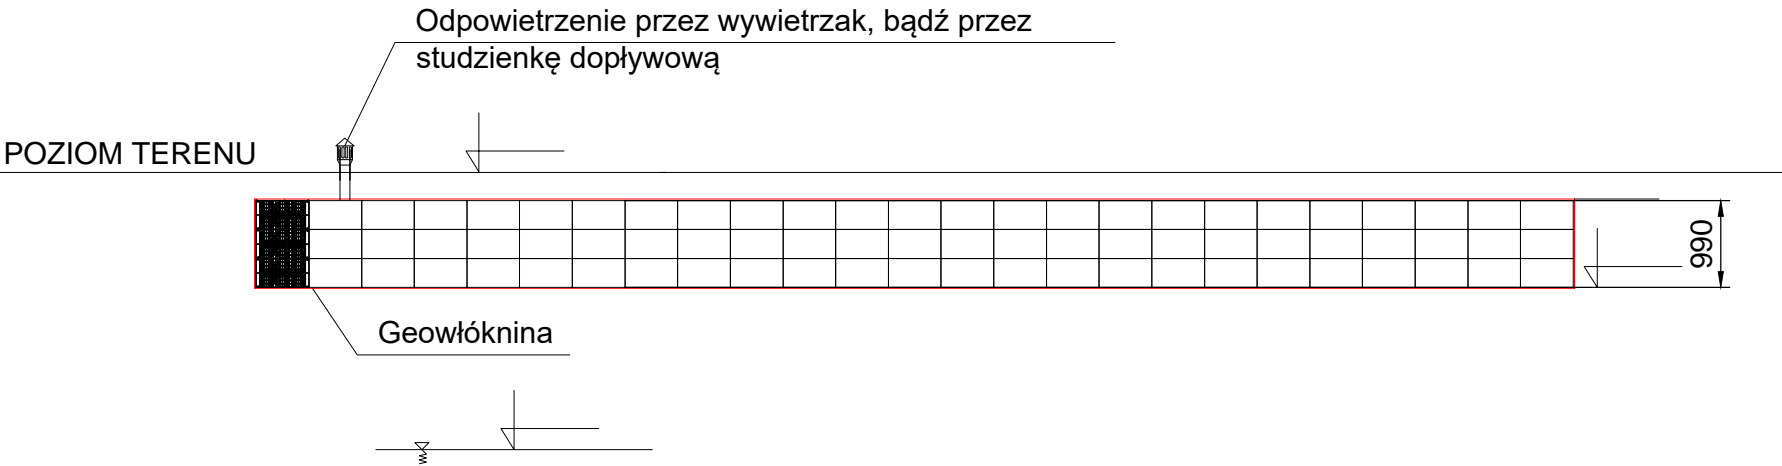 Odpowietrzenie przez wywietrzak, bądź przez
studzienkę dopływową
POZIOM TERENU
990
Geowłóknina